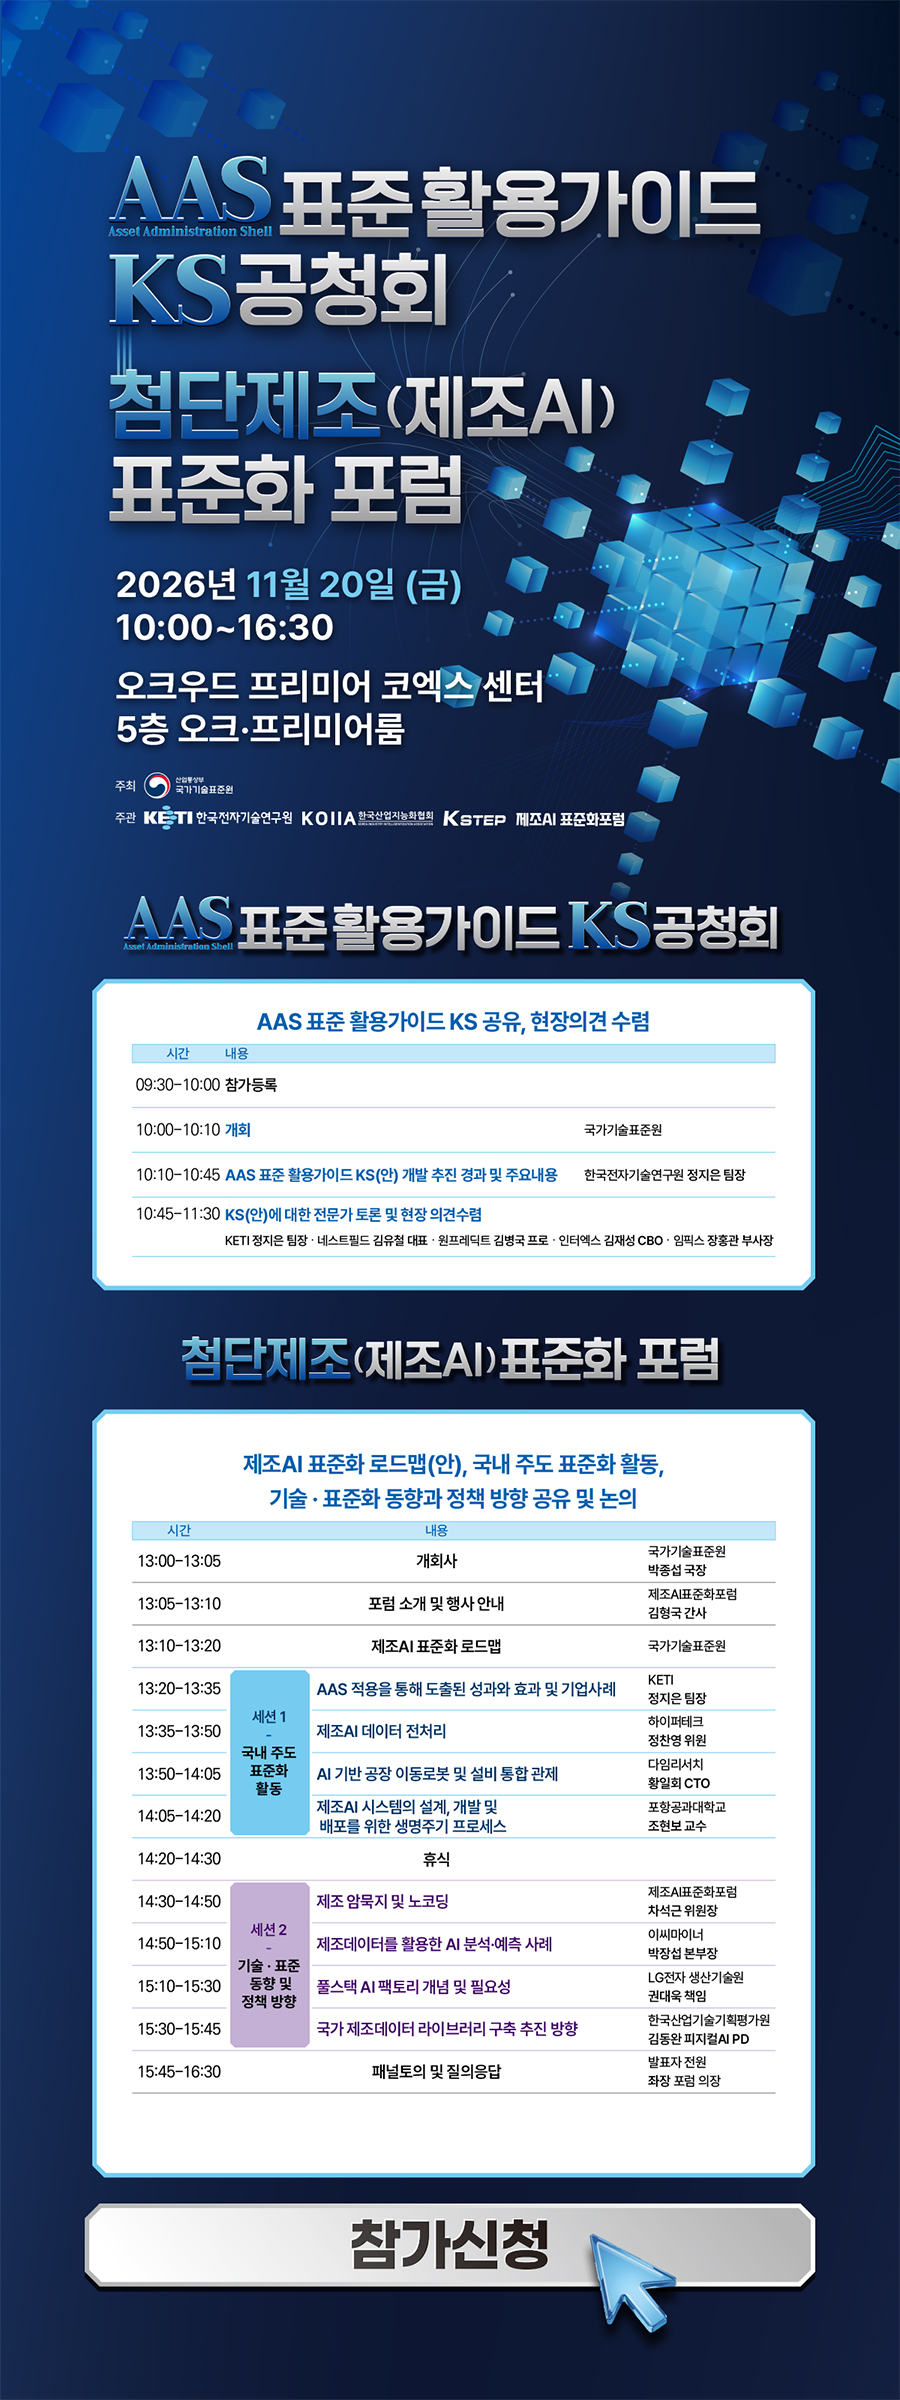 AAS 표준 활용가이드
Asset Administration Shell
KS 공청회
첨단제조(제조AI)
표준화 포럼
2026년 11월 20일 (금)
10:00~16:30
오크우드 프리미어 코엑스 센터
5층 오크·프리미어룸
주최 산업통상부 국가기술표준원
주관 KETI 한국전자기술연구원 KOIIA 한국산업지능화협회 KSTEP 제조AI 표준화포럼
AAS 표준 활용가이드 KS 공청회
Asset Administration Shell
AAS 표준 활용가이드 KS 공유, 현장의견 수렴
시간 내용
09:30-10:00 참가등록
10:00-10:10 개회 국가기술표준원
10:10-10:45 AAS 표준 활용가이드 KS(안) 개발 추진 경과 및 주요내용 한국전자기술연구원 정지은 팀장
10:45-11:30 KS(안)에 대한 전문가 토론 및 현장 의견수렴
KETI 정지은 팀장 · 네스트필드 김유철 대표 · 원프레딕트 김병국 프로 · 인터엑스 김재성 CBO · 임픽스 장홍관 부사장
첨단제조(제조AI) 표준화 포럼
제조AI 표준화 로드맵(안), 국내 주도 표준화 활동,
기술 · 표준화 동향과 정책 방향 공유 및 논의
시간 내용
13:00-13:05 개회사 국가기술표준원 박종섭 국장
13:05-13:10 포럼 소개 및 행사 안내 제조AI표준화포럼 김형국 간사
13:10-13:20 제조AI 표준화 로드맵 국가기술표준원
세션 1
-
국내 주도
표준화
활동
13:20-13:35 AAS 적용을 통해 도출된 성과와 효과 및 기업사례 KETI 정지은 팀장
13:35-13:50 제조AI 데이터 전처리 하이퍼테크 정찬영 위원
13:50-14:05 AI 기반 공장 이동로봇 및 설비 통합 관제 다임리서치 황일회 CTO
14:05-14:20 제조AI 시스템의 설계, 개발 및
배포를 위한 생명주기 프로세스 포항공과대학교 조현보 교수
14:20-14:30 휴식
세션 2
-
기술 · 표준
동향 및
정책 방향
14:30-14:50 제조 암묵지 및 노코딩 제조AI표준화포럼 차석근 위원장
14:50-15:10 제조데이터를 활용한 AI 분석·예측 사례 이씨마이너 박장섭 본부장
15:10-15:30 풀스택 AI 팩토리 개념 및 필요성 LG전자 생산기술원 권대욱 책임
15:30-15:45 국가 제조데이터 라이브러리 구축 추진 방향 한국산업기술기획평가원 김동완 피지컬AI PD
15:45-16:30 패널토의 및 질의응답 발표자 전원
좌장 포럼 의장
참가신청